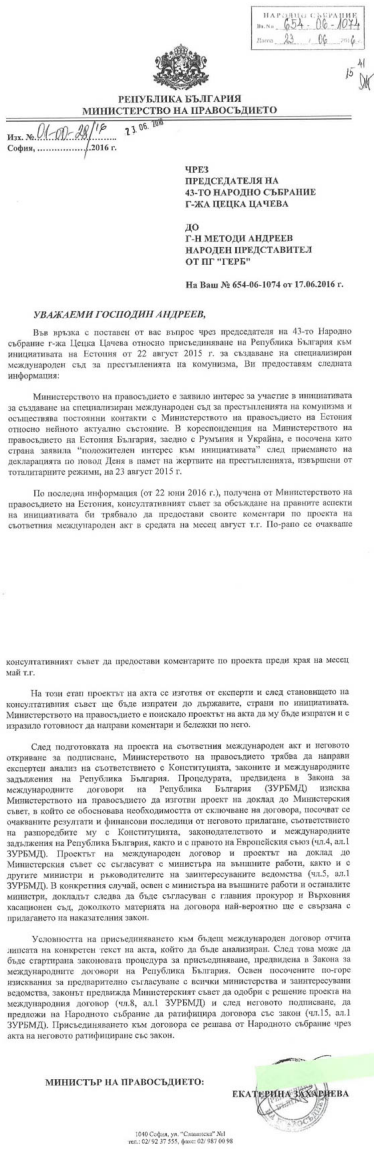 НАРОДНО СЪБРАНИЕ
Вх.№ 654-06-1074
Дата 23 / 06 2016
РЕПУБЛИКА БЪЛГАРИЯ
МИНИСТЕРСТВО НА ПРАВОСЪДИЕТО
Изх. № 01-00-28/16 23.06.2016
София, ....................2016 г.
ЧРЕЗ
ПРЕДСЕДАТЕЛЯ НА
43-ТО НАРОДНО СЪБРАНИЕ
Г-ЖА ЦЕЦКА ЦАЧЕВА
ДО
Г-Н МЕТОДИ АНДРЕЕВ
НАРОДЕН ПРЕДСТАВИТЕЛ
ОТ ПГ "ГЕРБ"
На Ваш № 654-06-1074 от 17.06.2016 г.
УВАЖАЕМИ ГОСПОДИН АНДРЕЕВ,
Във връзка с поставен от вас въпрос чрез председателя на 43-то Народно
събрание г-жа Цецка Цачева относно присъединяване на Република България към
инициативата на Естония от 22 август 2015 г. за създаване на специализиран
международен съд за престъпленията на комунизма, Ви предоставям следната
информация:
Министерството на правосъдието е заявило интерес за участие в инициативата
за създаване на специализиран международен съд за престъпленията на комунизма и
осъществява постоянни контакти с Министерството на правосъдието на Естония
относно нейното актуално състояние. В кореспонденция на Министерството на
правосъдието на Естония България, заедно с Румъния и Украйна, е посочена като
страна заявила "положителен интерес към инициативата" след приемането на
декларацията по повод Деня в памет на жертвите на престъпленията, извършени от
тоталитарните режими, на 23 август 2015 г.
По последна информация (от 22 юни 2016 г.), получена от Министерството на
правосъдието на Естония, консултативният съвет за обсъждане на правните аспекти
на инициативата би трябвало да предостави своите коментари по проекта на
съответния международен акт в средата на месец август т.г. По-рано се очакваше
консултативният съвет да предостави коментарите по проекта преди края на месец
май т.г.
На този етап проектът на акта се изготвя от експерти и след становището на
консултативния съвет ще бъде изпратен до държавите, страни по инициативата.
Министерството на правосъдието е поискало проектът на акта да му бъде изпратен и е
изразило готовност да направи коментари и бележки по него.
След подготовката на проекта на съответния международен акт и неговото
откриване за подписване, Министерството на правосъдието трябва да направи
експертен анализ на съответствието с Конституцията, законите и международните
задължения на Република България. Процедурата, предвидена в Закона за
международните договори на Република България (ЗУРБМД) изисква
Министерството на правосъдието да изготви проект на доклад до Министерския
съвет, в който се обосновава необходимостта от сключване на договора, посочват се
очакваните резултати и финансови последици от неговото прилагане, съответствието
на разпоредбите му с Конституцията, законодателството и международните
задължения на Република България, както и с правото на Европейския съюз (чл.4, ал.1
ЗУРБМД). Проектът на международен договор и проектът на доклад до
Министерския съвет се съгласуват с министъра на външните работи, както и с
другите министри и ръководителите на заинтересуваните ведомства (чл.5, ал.1
ЗУРБМД). В конкретния случай, освен с министъра на външните работи и останалите
министри, докладът следва да бъде съгласуван с главния прокурор и Върховния
касационен съд, доколкото материята на договора най-вероятно ще е свързана с
прилагането на наказателния закон.
Условността на присъединяването към бъдещ международен договор отчита
липсата на конкретен текст на акта, който да бъде анализиран. След това може да
бъде стартирана законовата процедура за присъединяване, предвидена в Закона за
международните договори на Република България. Освен посочените по-горе
изисквания за предварително съгласуване с всички министри и заинтересувани
ведомства, законът предвижда Министерският съвет да одобри с решение проекта на
международния договор (чл.8, ал.1 ЗУРБМД) и след неговото подписване, да
предложи на Народното събрание да ратифицира договора със закон (чл.15, ал.1
ЗУРБМД). Присъединяването към договора се решава от Народното събрание чрез
акта на неговото ратифициране със закон.
МИНИСТЪР НА ПРАВОСЪДИЕТО:
ЕКАТЕРИНА ЗАХАРИЕВА
1040 София, ул. "Славянска" №1
тел.: 02/ 92 37 555, факс: 02/ 987 00 98